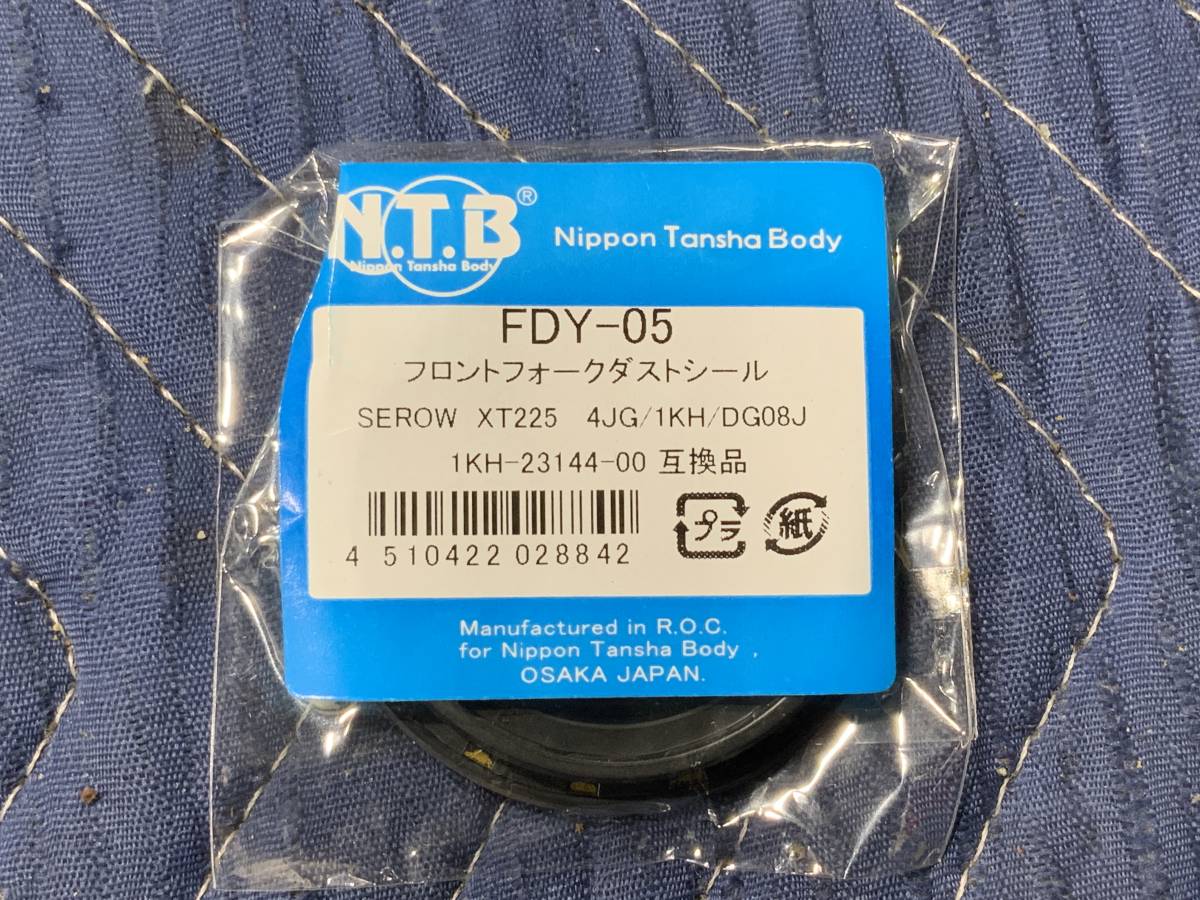 N.T.B®
Nippon Tansha Body
Nippon Tansha Body
FDY-05
フロントフォークダストシール
SEROW XT225 4JG/1KH/DG08J
1KH-23144-00 互換品
4 510422 028842
プラ
紙
Manufactured in R.O.C.
for Nippon Tansha Body ,
OSAKA JAPAN.